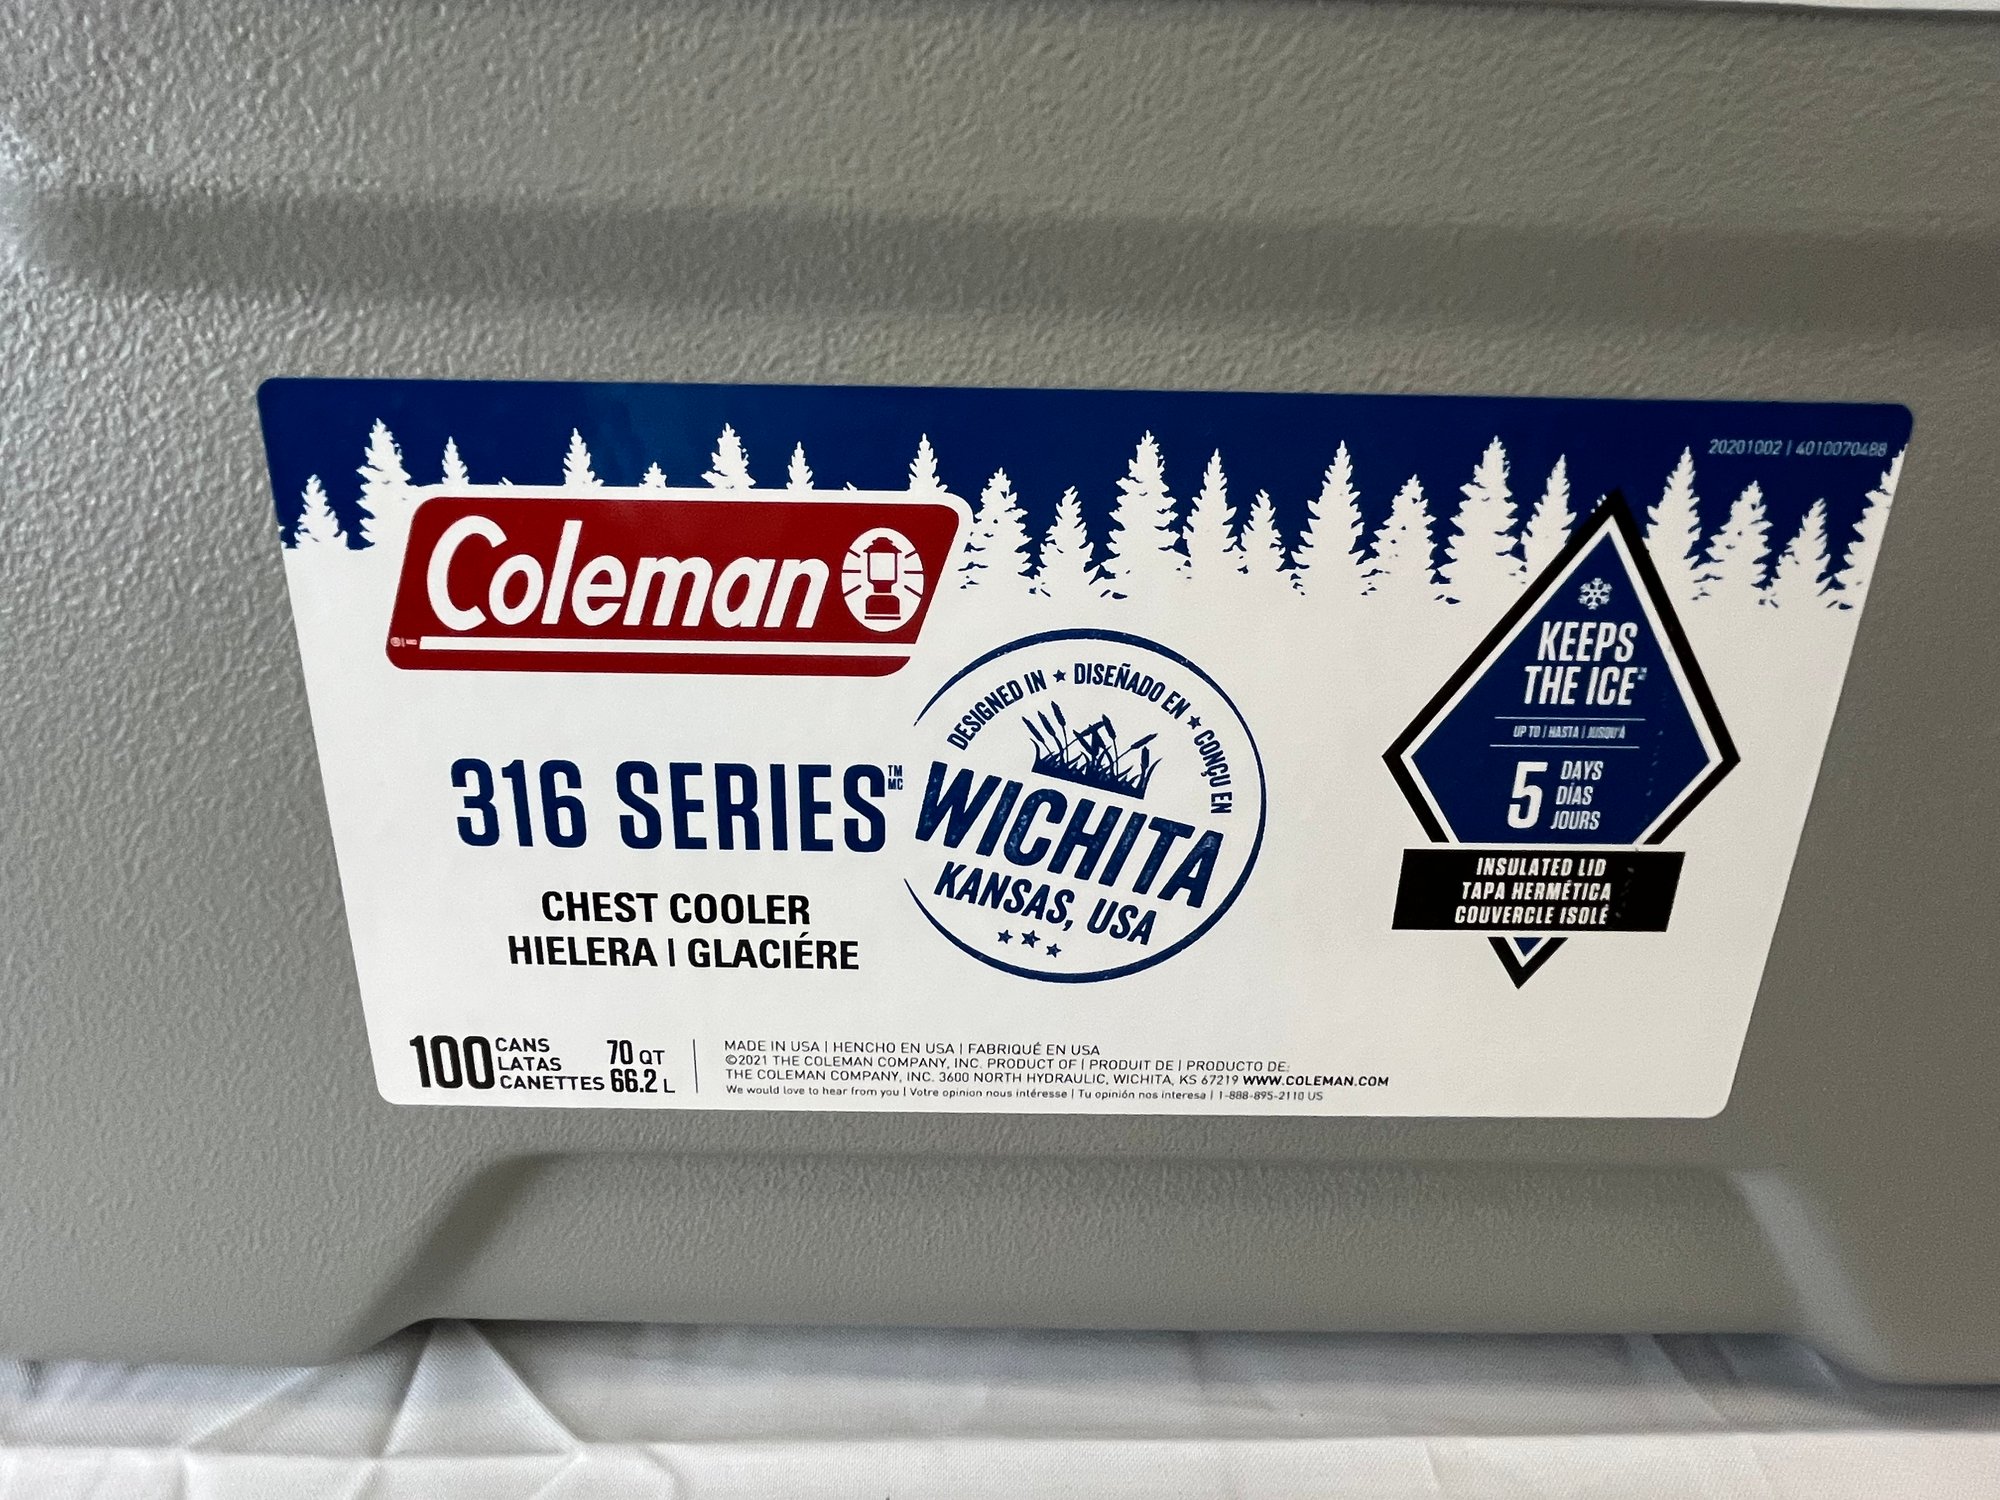 20201002 | 4010070488
Coleman
316 SERIES
TM
MC
CHEST COOLER
HIELERA | GLACIÉRE
DESIGNED IN ★ DISEÑADO EN ★ CONÇU EN
WICHITA
KANSAS, USA
KEEPS
THE ICE
UP TO | HASTA | JUSQU'À
5 DAYS
DÍAS
JOURS
INSULATED LID
TAPA HERMÉTICA
COUVERCLE ISOLÉ
100 CANS
LATAS
CANETTES
70 QT
66.2 L
MADE IN USA | HENCHO EN USA | FABRIQUÉ EN USA
©2021 THE COLEMAN COMPANY, INC. PRODUCT OF | PRODUIT DE | PRODUCTO DE:
THE COLEMAN COMPANY, INC. 3600 NORTH HYDRAULIC, WICHITA, KS 67219 WWW.COLEMAN.COM
We would love to hear from you | Votre opinion nous intéresse | Tu opinión nos interesa | 1-888-895-2110 US